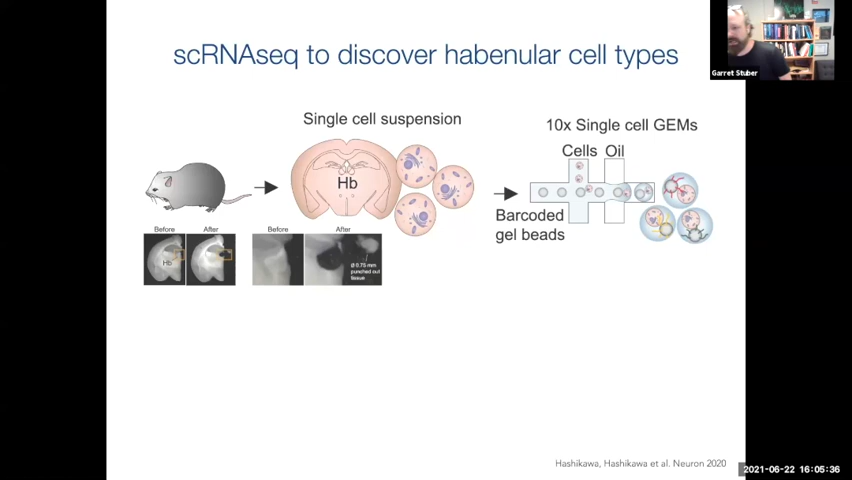 scRNAseq to discover habenular cell types
Garret Stuber
Single cell suspension
10x Single cell GEMs
Cells Oil
Hb
Barcoded
gel beads
Before After
Hb
Before After
Ø 0.75 mm
punched out
tissue
Hashikawa, Hashikawa et al. Neuron 2020
2021-06-22 16:05:36